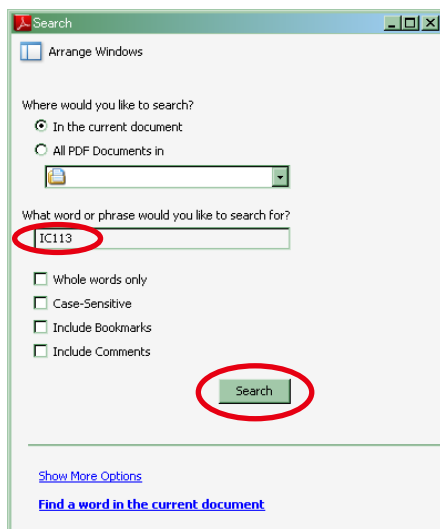 Search
Arrange Windows
Where would you like to search?
In the current document
All PDF Documents in
What word or phrase would you like to search for?
IC113
Whole words only
Case-Sensitive
Include Bookmarks
Include Comments
Search
Show More Options
Find a word in the current document